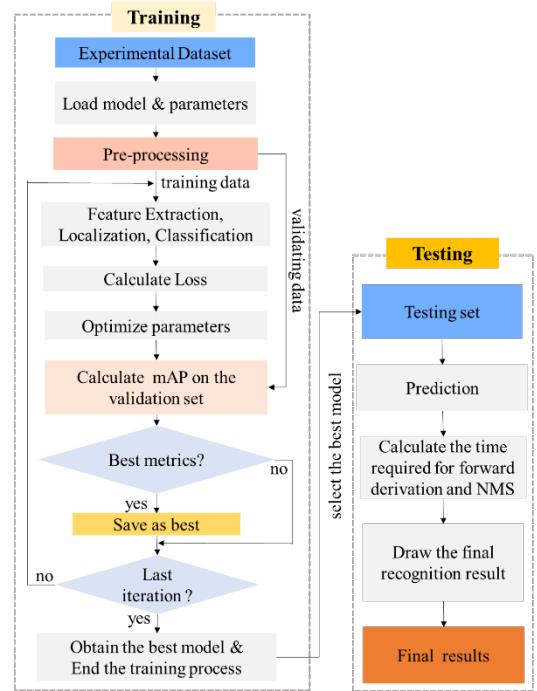 Training
Experimental Dataset
Load model & parameters
Pre-processing
training data
validating data
Feature Extraction,
Localization, Classification
Calculate Loss
Optimize parameters
Calculate mAP on the
validation set
Best metrics?
no
yes
Save as best
no
Last
iteration ?
yes
Obtain the best model &
End the training process
select the best model
Testing
Testing set
Prediction
Calculate the time
required for forward
derivation and NMS
Draw the final
recognition result
Final results